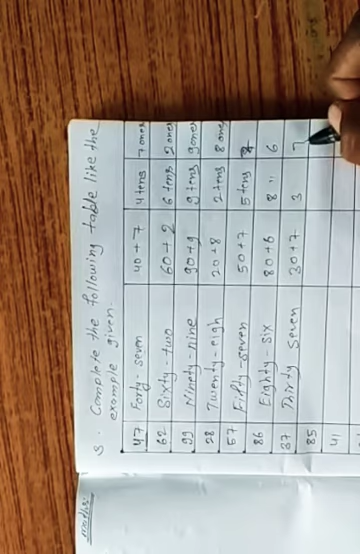 maths:
3. Complete the following table like the
example given.
47 Forty-seven 40+7 4 tens 7 ones
62 Sixty-two 60+2 6 tens 2 ones
99 Ninety-nine 90+9 9 tens 9 ones
28 Twenty-eigh 20+8 2 tens 8 ones
57 Fifty-seven 50+7 5 tens
86 Eighty-six 80+6 8 " 6
37 Thirty Seven 30+7 3 7
85
41